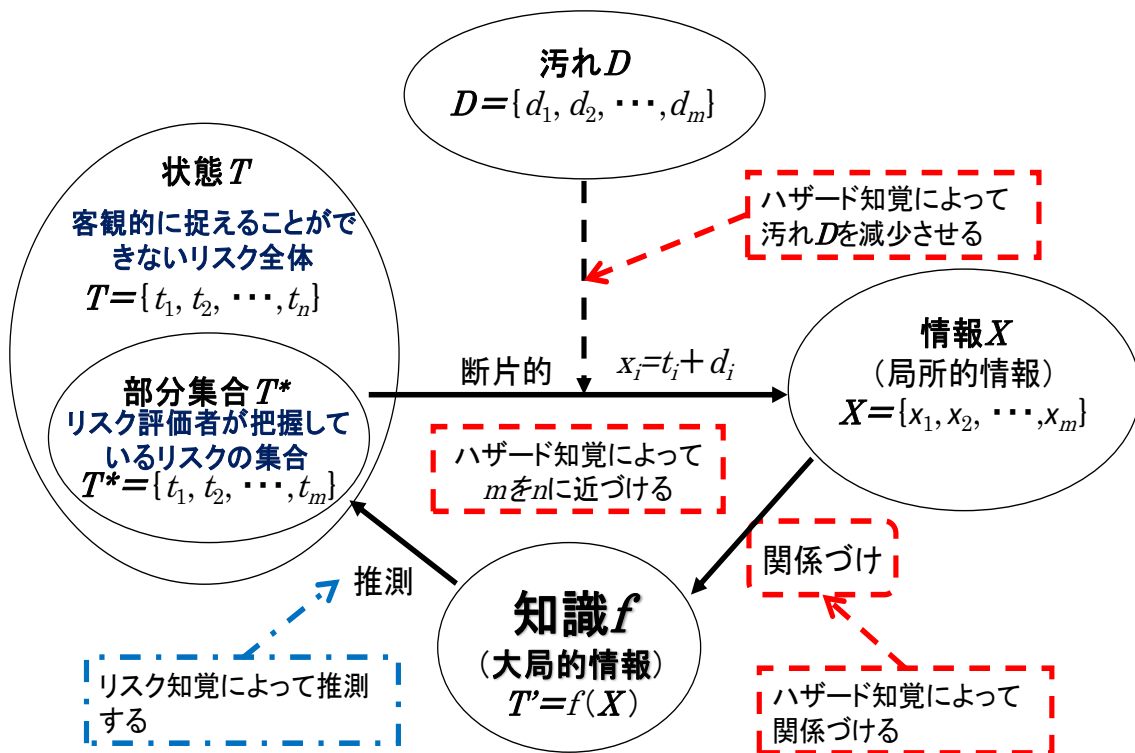 汚れD
D={d1, d2, ･･･,dm}
状態T
客観的に捉えることがで
きないリスク全体
T={t1, t2, ･･･,tn}
ハザード知覚によって
汚れDを減少させる
部分集合T*
リスク評価者が把握して
いるリスクの集合
T*={t1, t2, ･･･,tm}
断片的
xi=ti+di
情報X
(局所的情報)
X={x1, x2, ･･･,xm}
ハザード知覚によって
mをnに近づける
関係づけ
推測
知識f
(大局的情報)
T'=f(X)
リスク知覚によって推測
する
ハザード知覚によって
関係づける